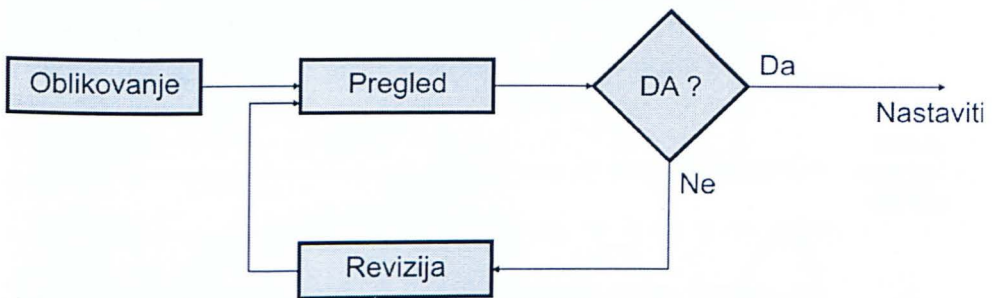 Oblikovanje
Pregled
DA ?
Da
Nastaviti
Ne
Revizija